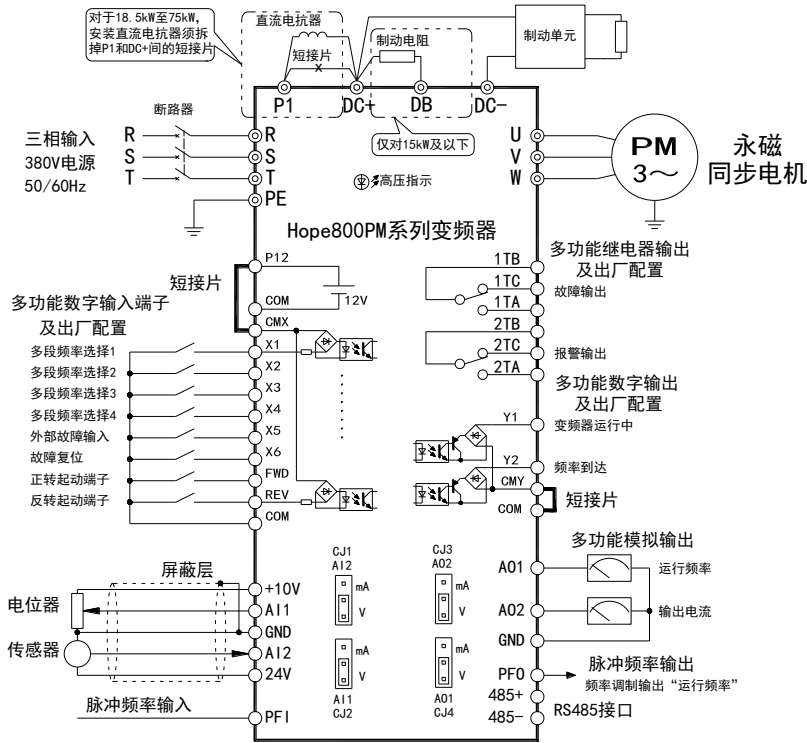 对于18.5kW至75kW,
安装直流电抗器须拆
掉P1和DC+间的短接片
直流电抗器
短接片
制动电阻
制动单元
P1
DC+
DB
DC-
仅对15kW及以下
断路器
三相输入
380V电源
50/60Hz
R
S
T
R
S
T
PE
高压指示
U
V
W
PM
3～
永磁
同步电机
Hope800PM系列变频器
短接片
P12
COM
12V
CMX
多功能数字输入端子
及出厂配置
多段频率选择1
多段频率选择2
多段频率选择3
多段频率选择4
外部故障输入
故障复位
正转起动端子
反转起动端子
X1
X2
X3
X4
X5
X6
FWD
REV
COM
多功能继电器输出
及出厂配置
1TB
1TC
1TA
故障输出
2TB
2TC
2TA
报警输出
多功能数字输出
及出厂配置
Y1
变频器运行中
Y2
频率到达
CMY
COM
短接片
多功能模拟输出
AO1
运行频率
AO2
输出电流
GND
PFO
脉冲频率输出
频率调制输出“运行频率”
485+
485-
RS485接口
屏蔽层
电位器
传感器
脉冲频率输入
+10V
AI1
GND
AI2
24V
PFI
CJ1
AI2
mA
V
CJ3
AO2
mA
V
mA
V
AI1
CJ2
mA
V
AO1
CJ4